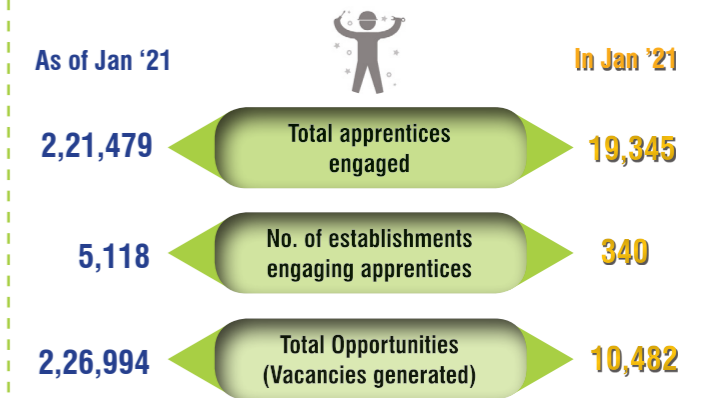 As of Jan ‘21
In Jan ’21
2,21,479
Total apprentices
engaged
19,345
5,118
No. of establishments
engaging apprentices
340
2,26,994
Total Opportunities
(Vacancies generated)
10,482